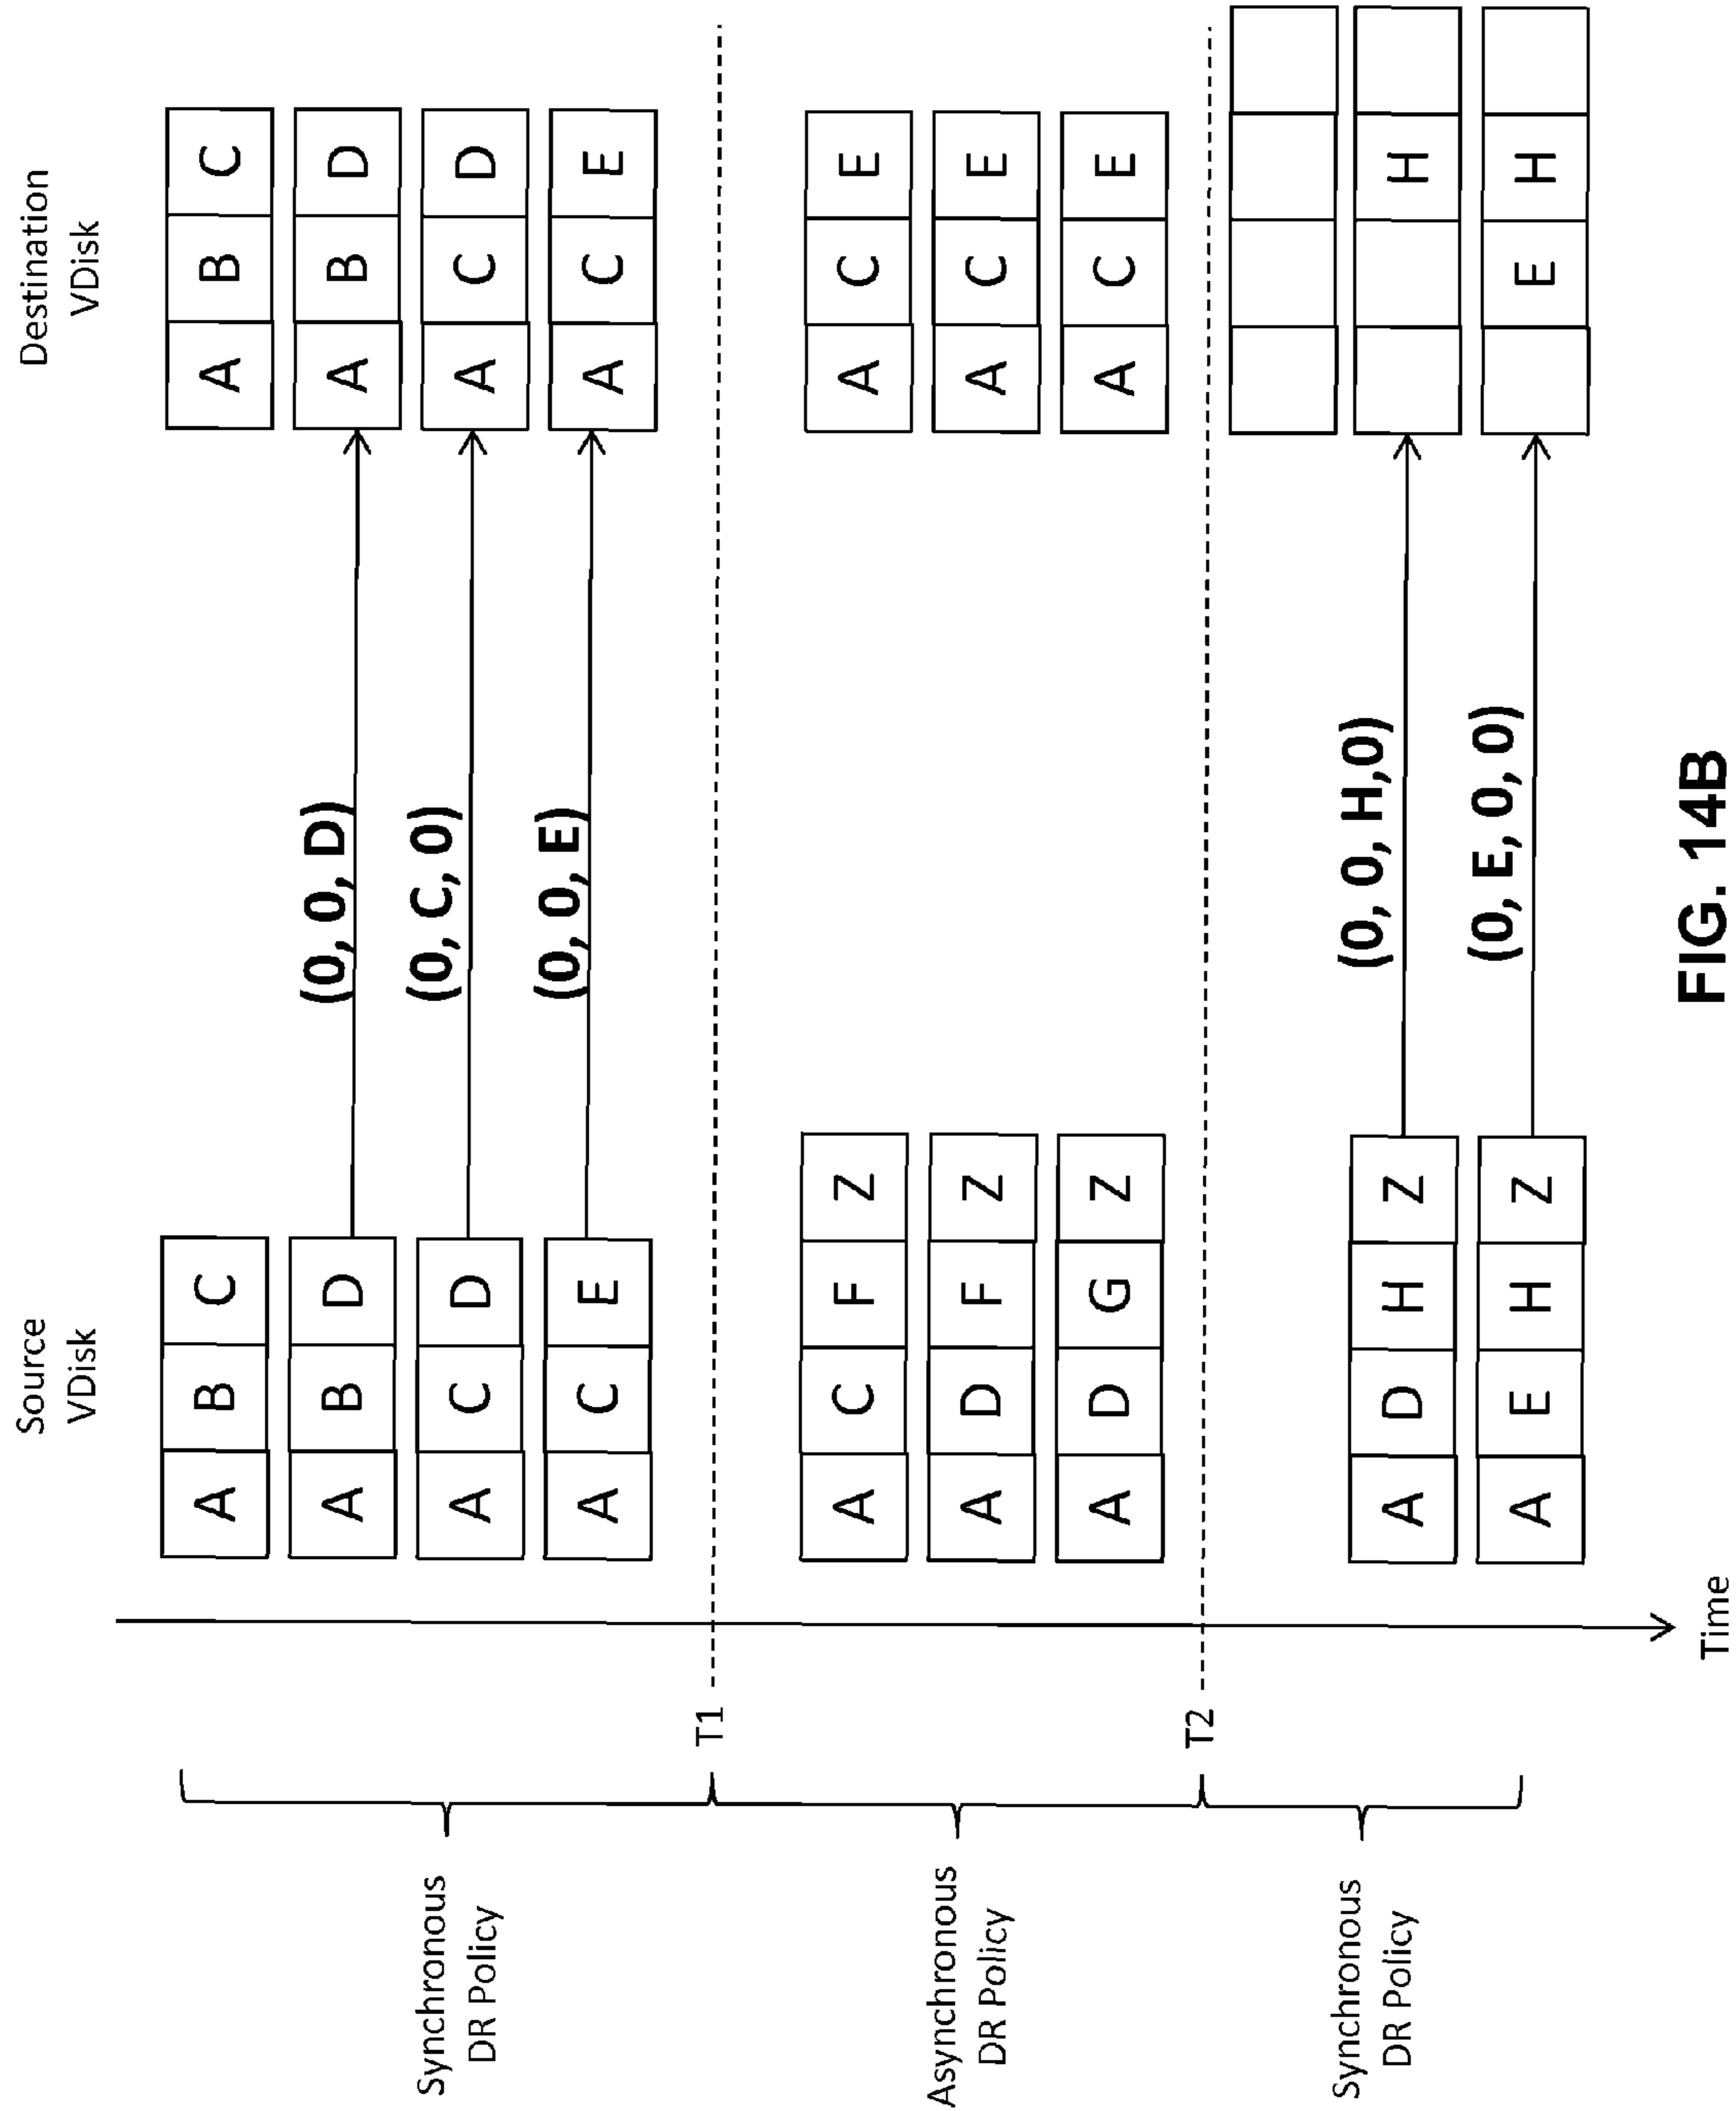 Source
VDisk
Destination
VDisk
A B C
A B C
A B D
(0, 0, D)
A B D
A C D
(0, C, 0)
A C D
Synchronous
DR Policy
A C E
(0, 0, E)
A C E
T1
A C F Z
A C E
Asynchronous
DR Policy
A D F Z
A C E
A D G Z
A C E
T2
Synchronous
DR Policy
A D H Z
(0, 0, H,0)
H
A E H Z
(0, E, 0, 0)
E H
Time
FIG. 14B